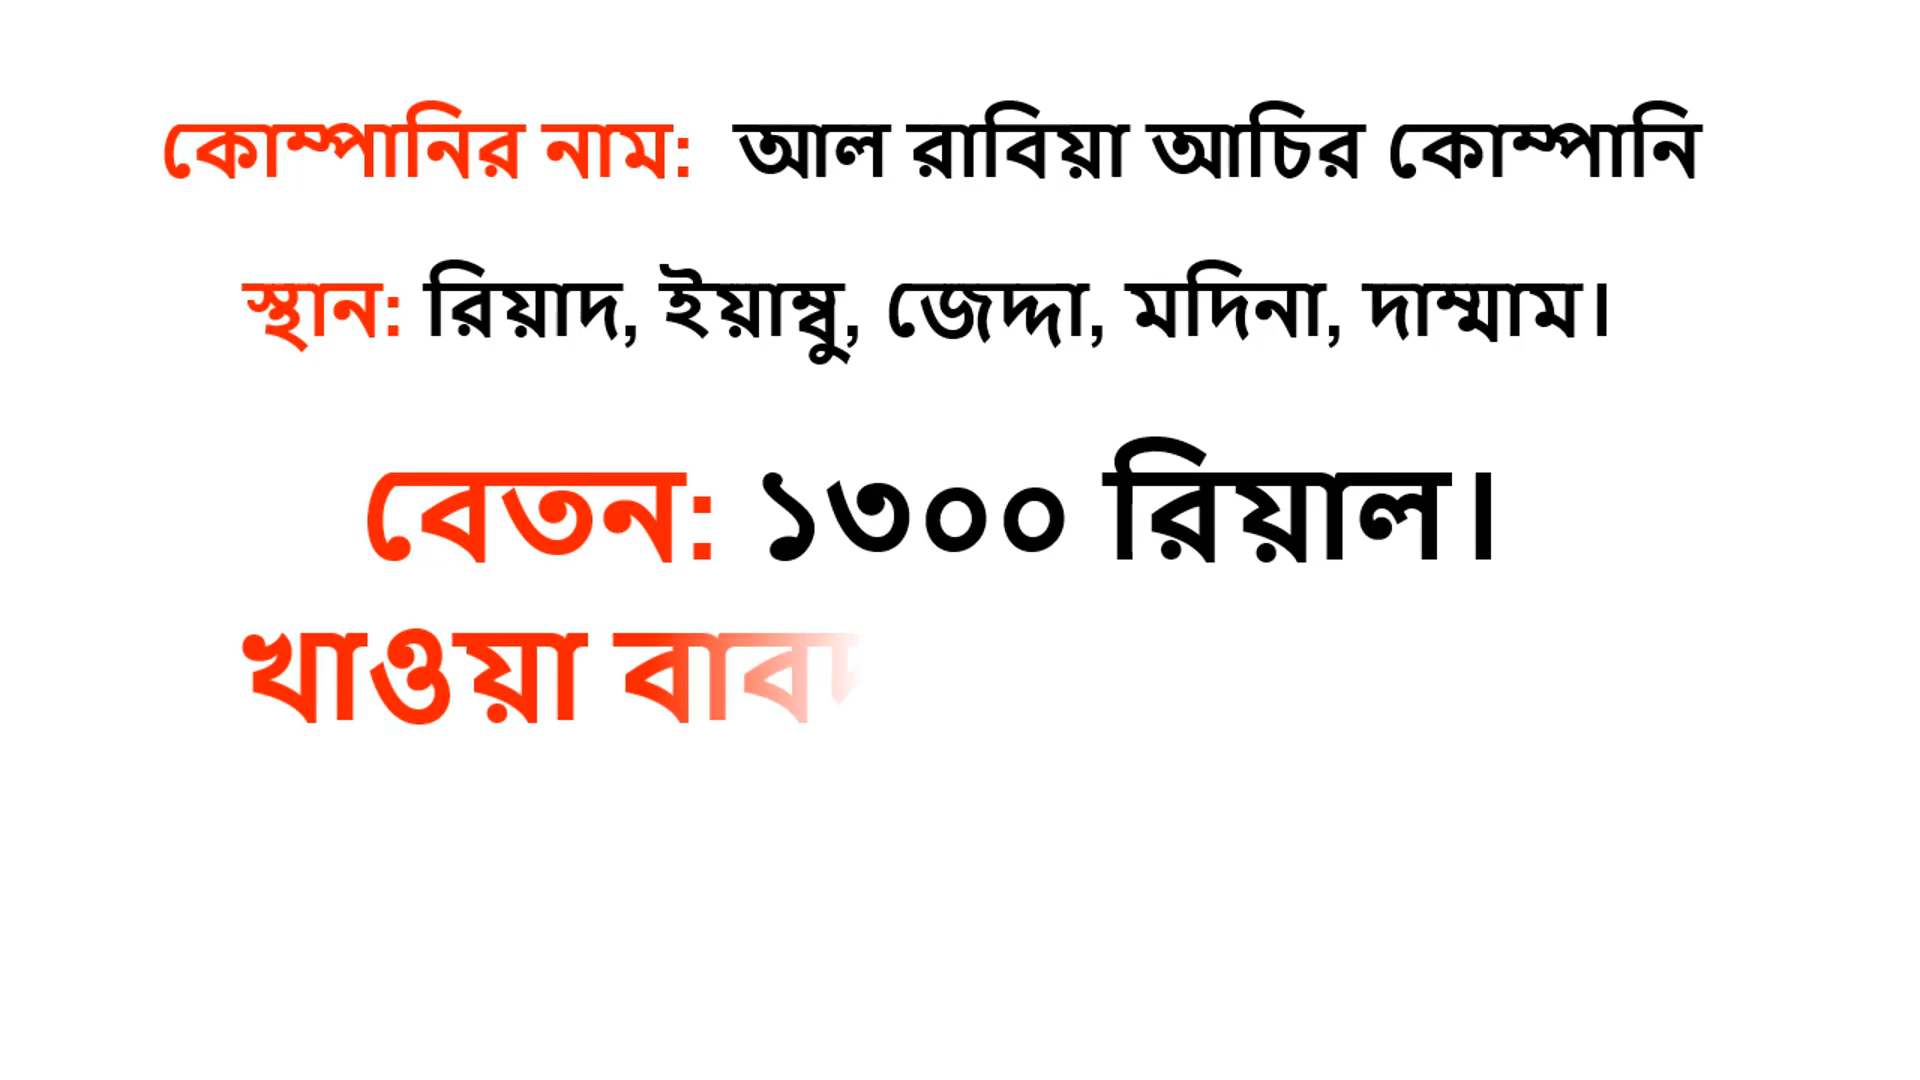 কোম্পানির নাম: আল রাবিয়া আচির কোম্পানি
স্থান: রিয়াদ, ইয়াম্বু, জেদ্দা, মদিনা, দাম্মাম।
বেতন: ১৩০০ রিয়াল।
খাওয়া